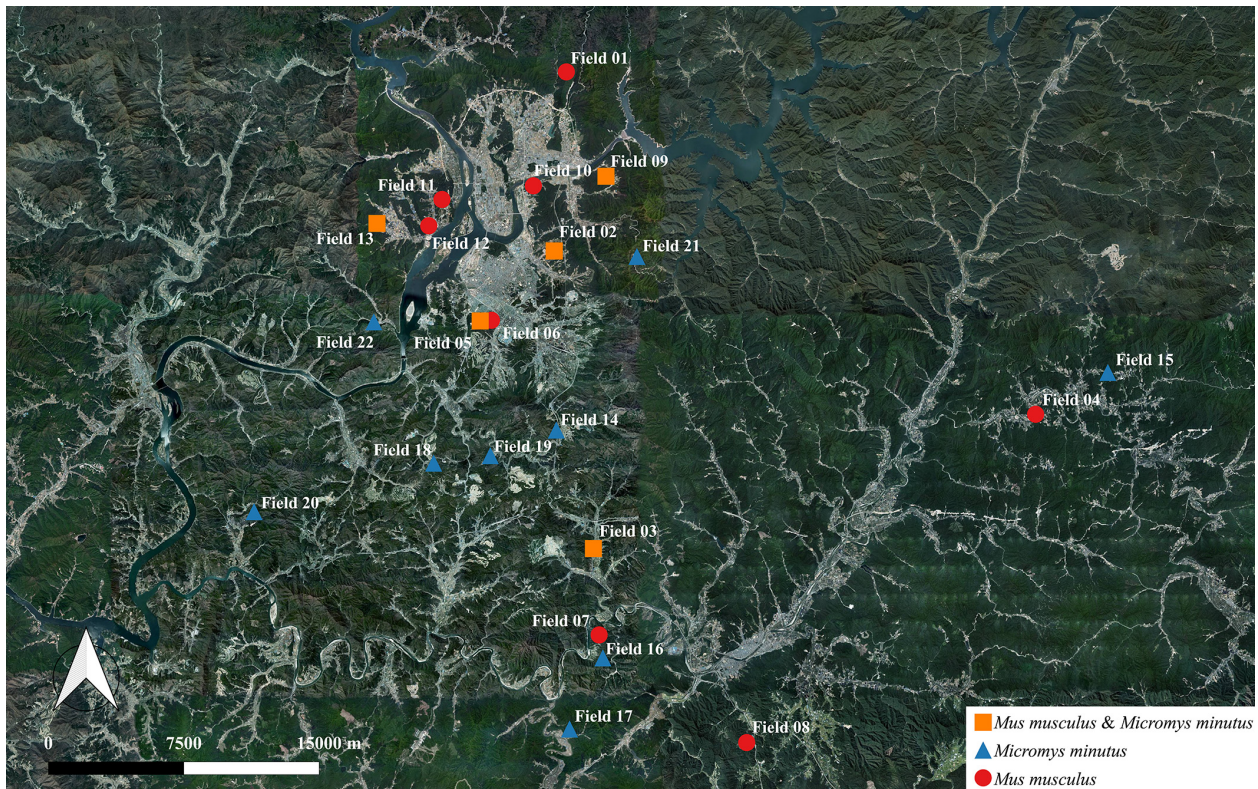 Field 01
Field 09
Field 10
Field 11
Field 13
Field 12
Field 02
Field 21
Field 22
Field 05
Field 06
Field 15
Field 04
Field 14
Field 18
Field 19
Field 20
Field 03
Field 07
Field 16
Field 17
Field 08
0 7500 15000 m
Mus musculus & Micromys minutus
Micromys minutus
Mus musculus